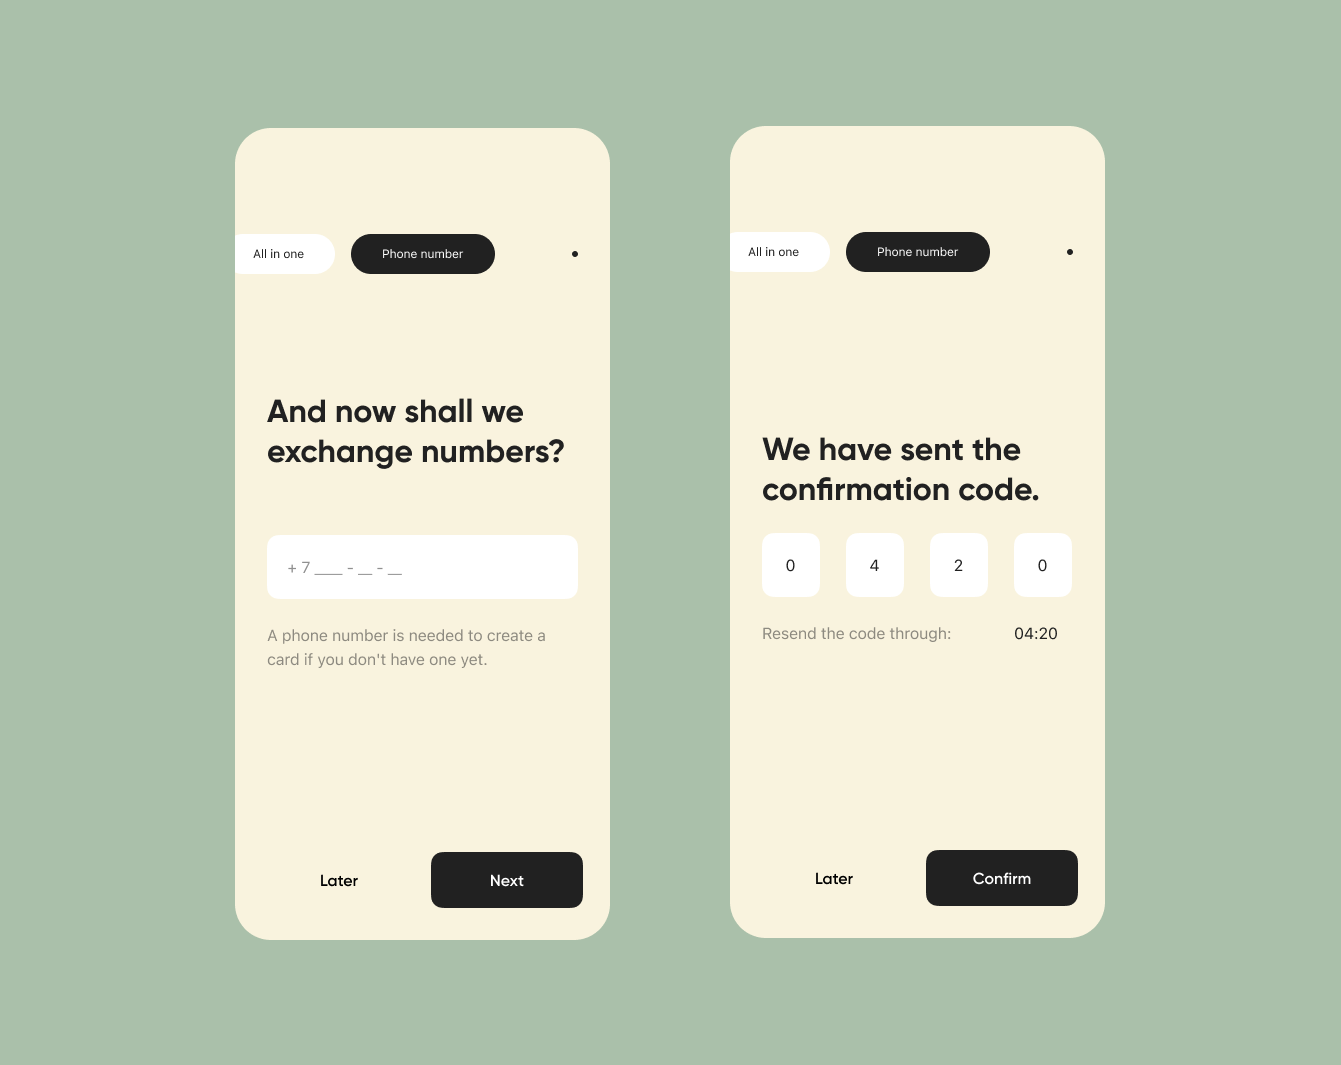 All in one
Phone number
And now shall we
exchange numbers?
+ 7 ___ - __ - __
A phone number is needed to create a
card if you don't have one yet.
Later
Next
All in one
Phone number
We have sent the
confirmation code.
0 4 2 0
Resend the code through: 04:20
Later
Confirm